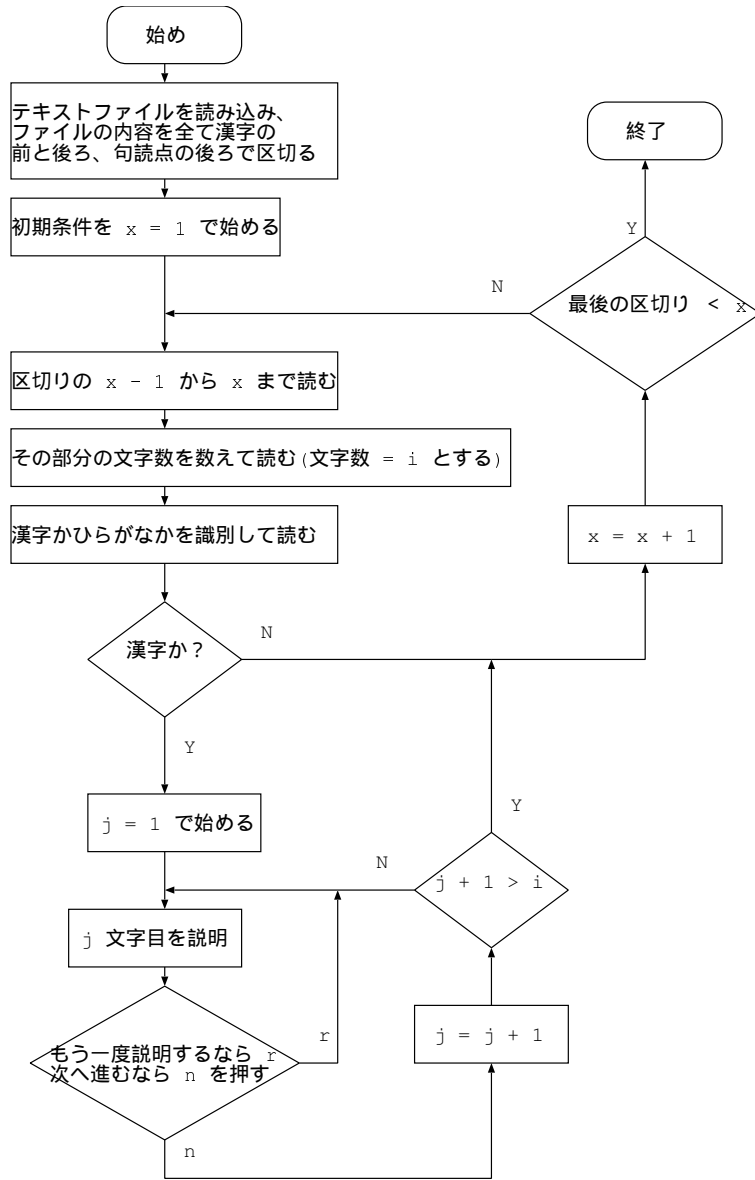 始め
テキストファイルを読み込み、
ファイルの内容を全て漢字の
前と後ろ、句読点の後ろで区切る
終了
初期条件を x = 1 で始める
Y
N
最後の区切り < x
区切りの x - 1 から x まで読む
その部分の文字数を数えて読む(文字数 = i とする)
漢字かひらがなかを識別して読む
x = x + 1
漢字か？
N
Y
j = 1 で始める
Y
N
j + 1 > i
j 文字目を説明
もう一度説明するなら r
次へ進むなら n を押す
r
j = j + 1
n